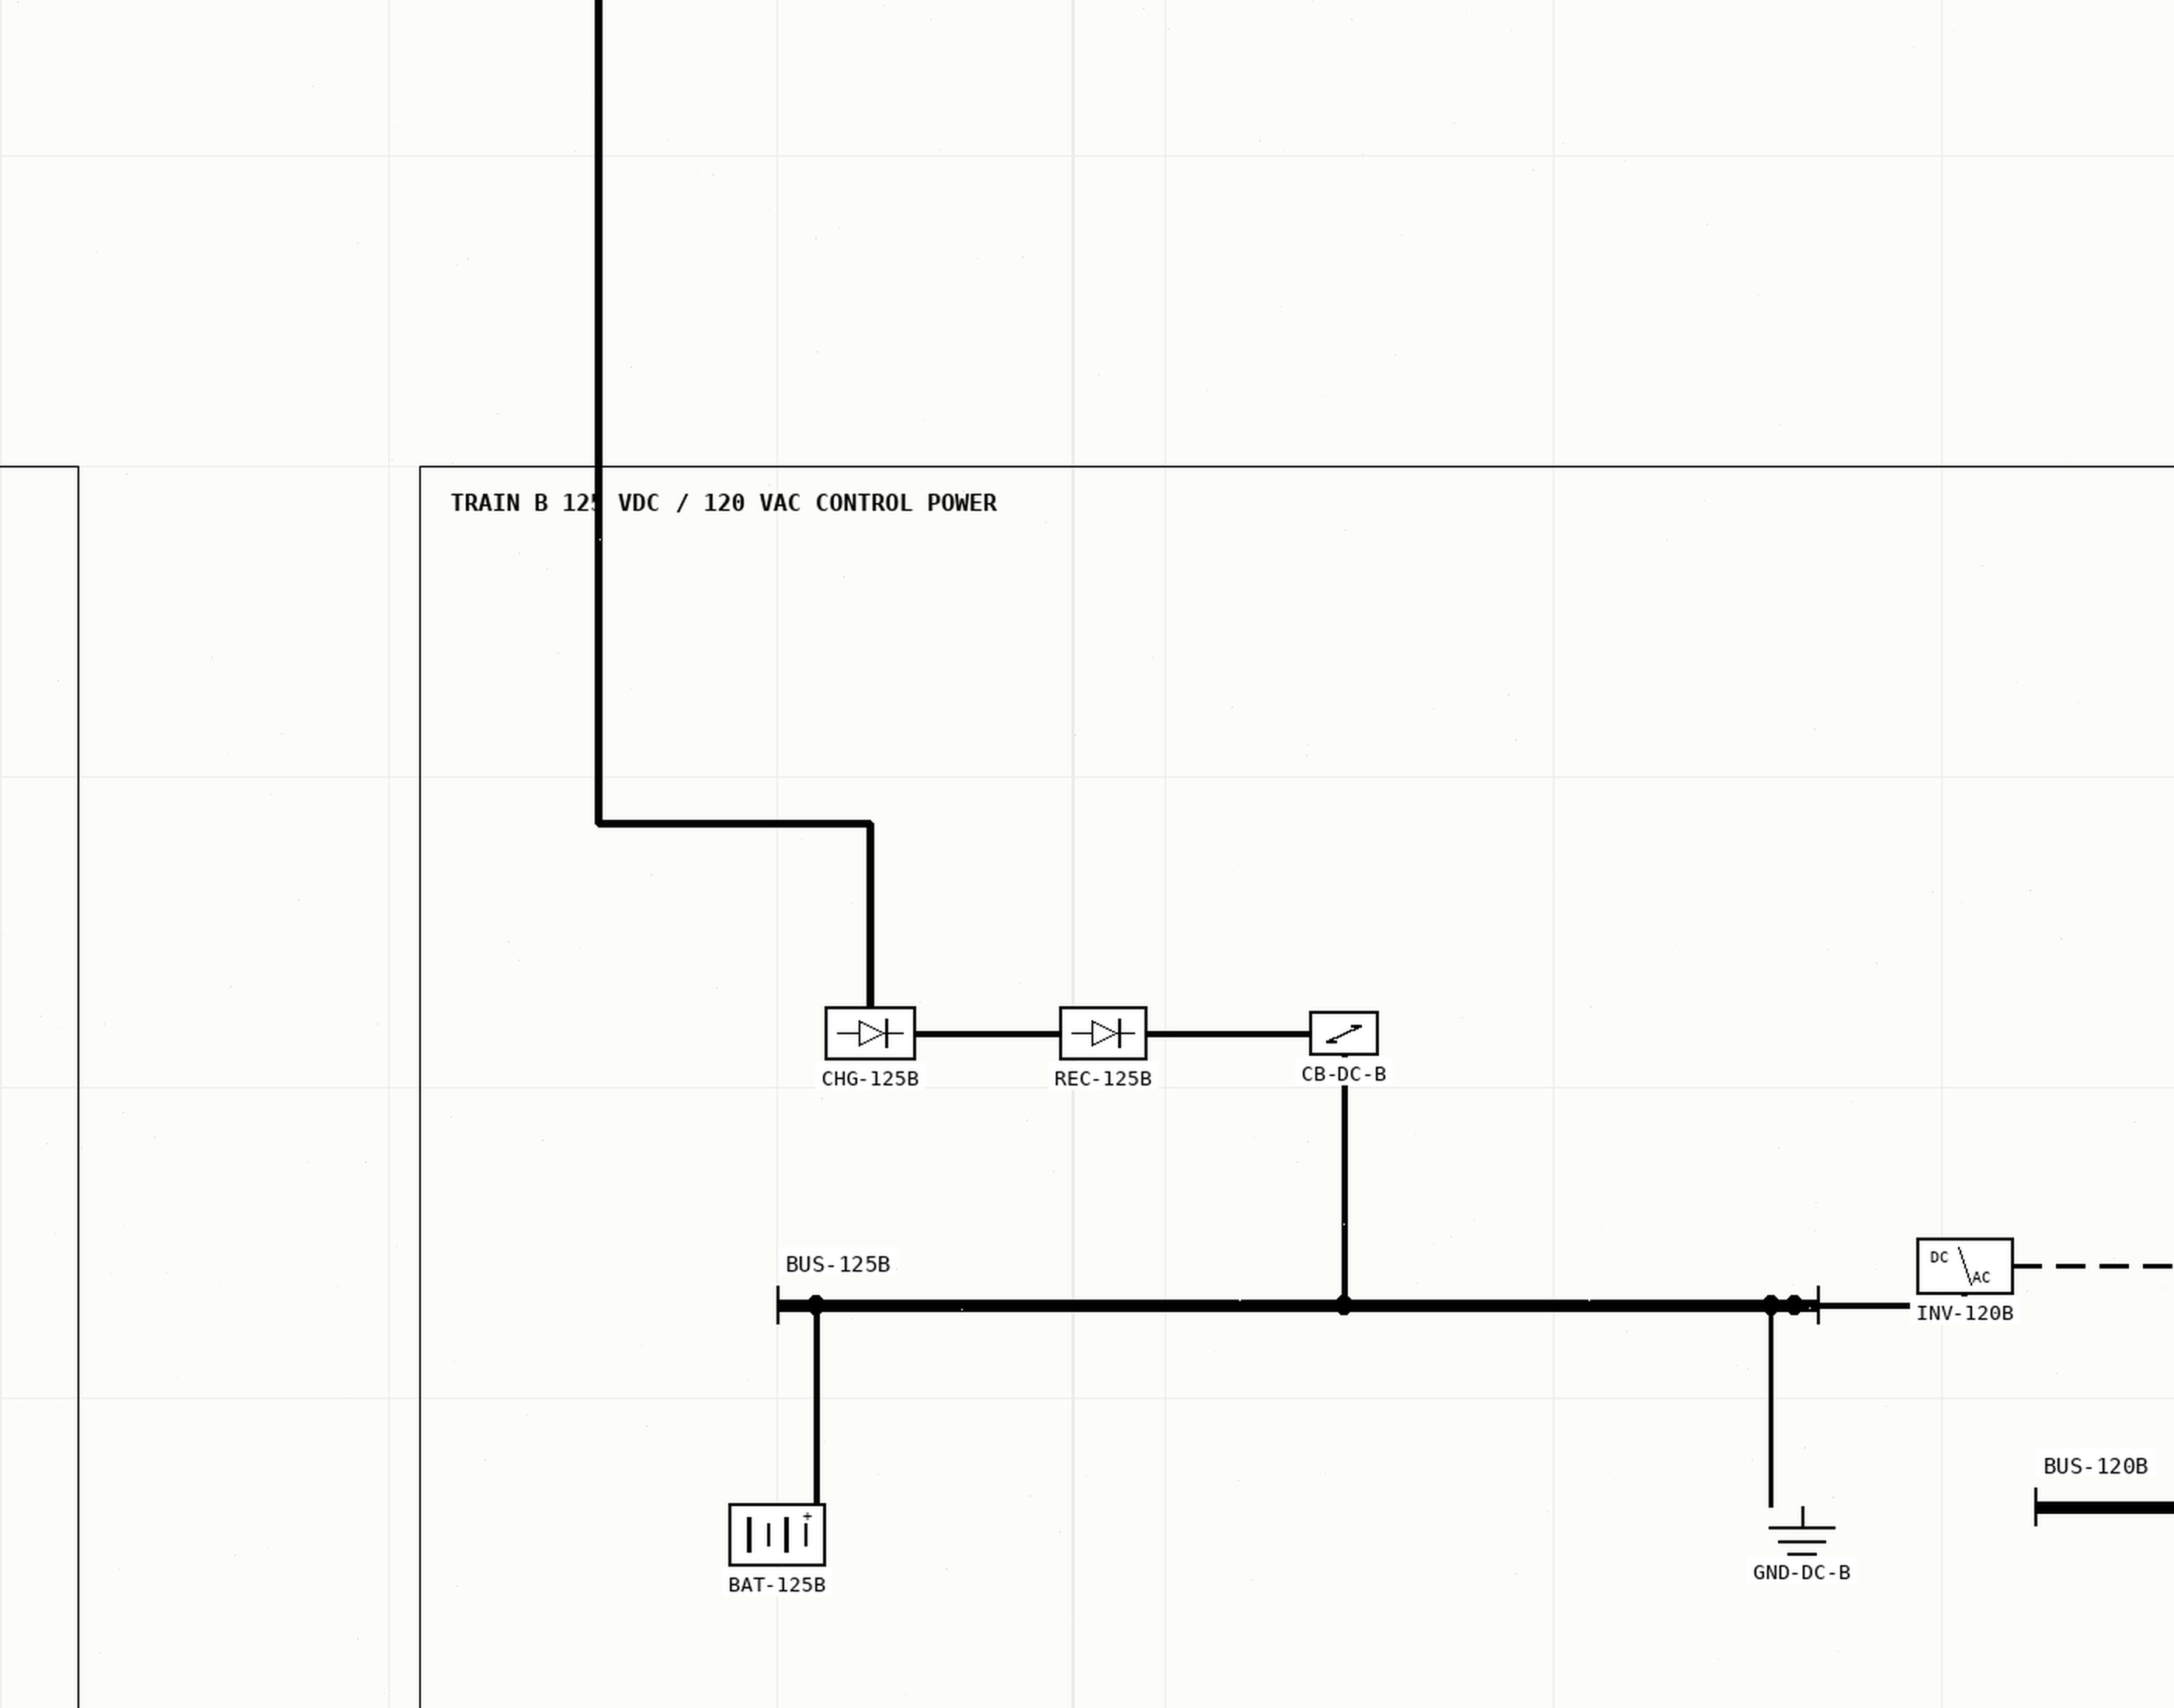 TRAIN B 125 VDC / 120 VAC CONTROL POWER
CHG-125B
REC-125B
CB-DC-B
BUS-125B
DC
AC
INV-120B
BUS-120B
+
BAT-125B
GND-DC-B